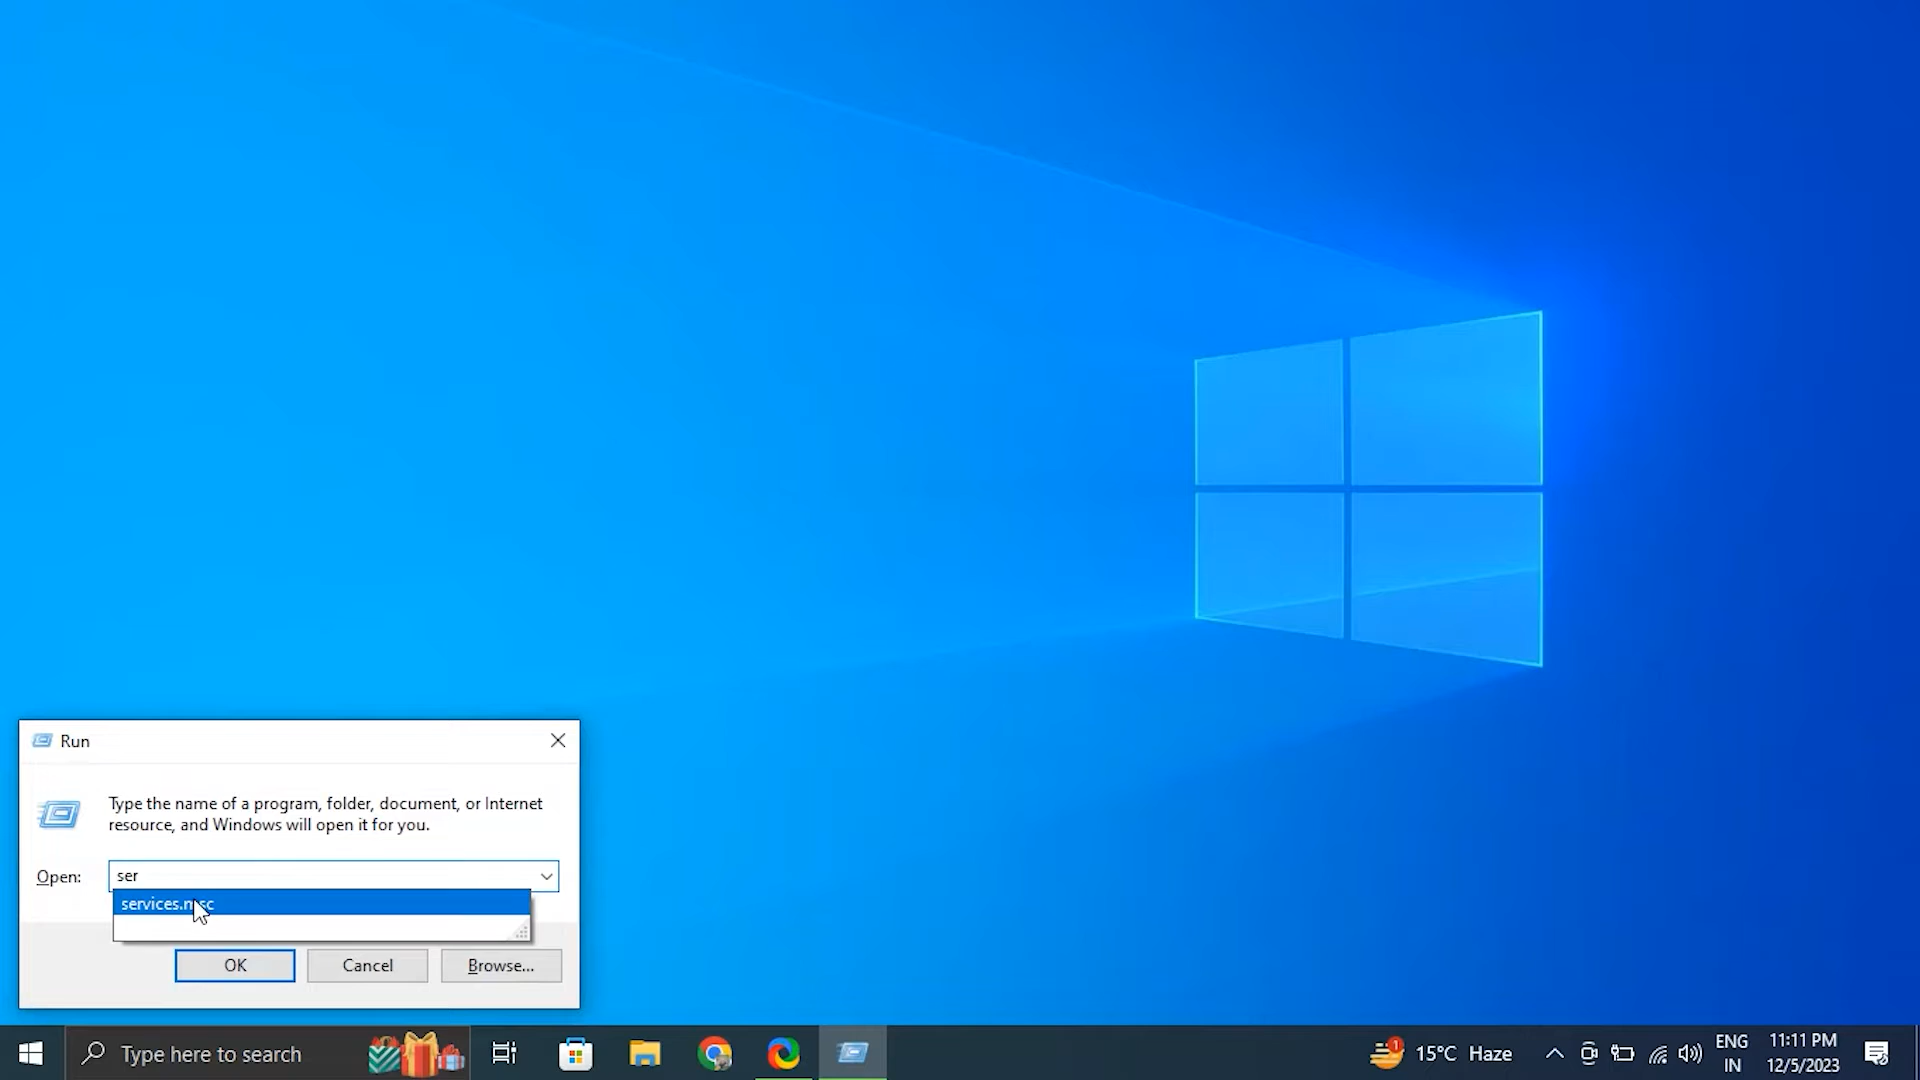 Run
Type the name of a program, folder, document, or Internet
resource, and Windows will open it for you.
Open:
ser
services.msc
OK
Cancel
Browse...
Type here to search
1
15°C Haze
ENG
IN
11:11 PM
12/5/2023